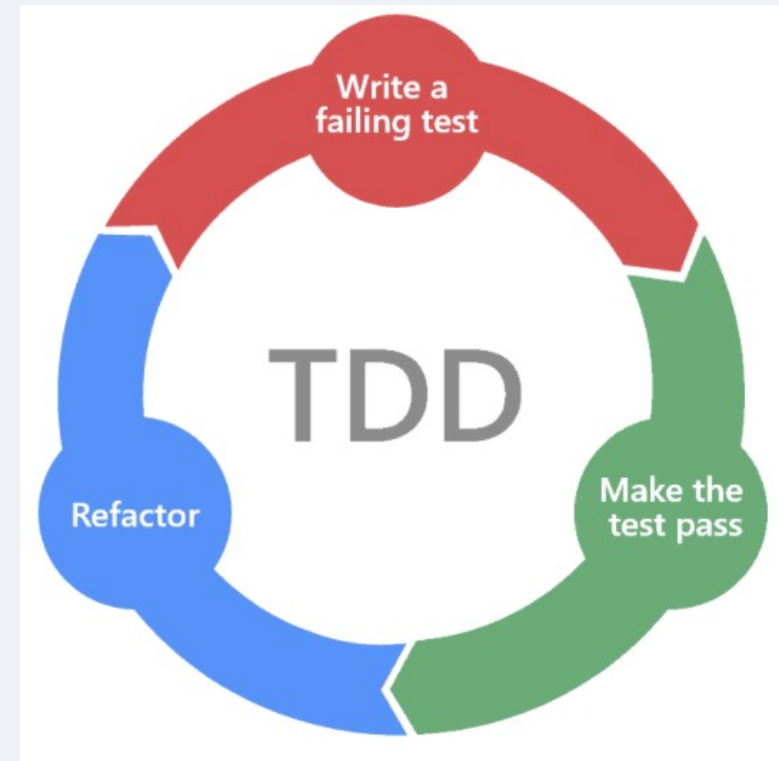 Write a
failing test
TDD
Make the
test pass
Refactor